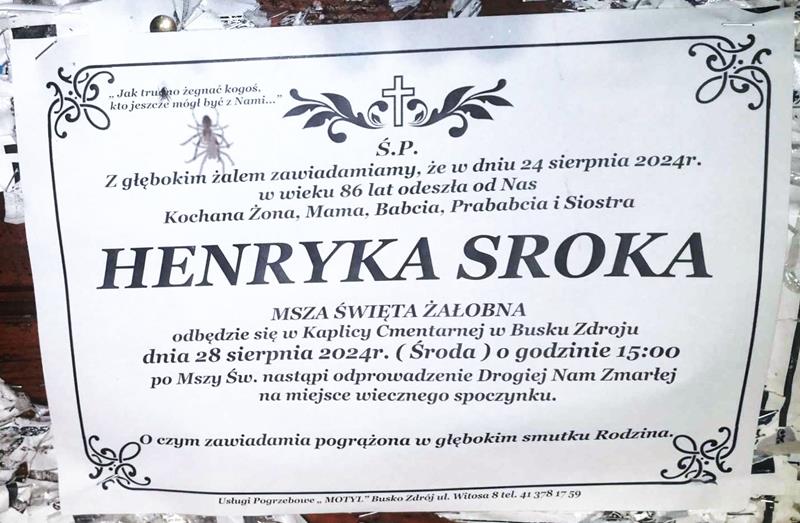 „ Jak trudno żegnać kogoś,
kto jeszcze mógł być z Nami...”
Ś.P.
Z głębokim żalem zawiadamiamy, że w dniu 24 sierpnia 2024r.
w wieku 86 lat odeszła od Nas
Kochana Żona, Mama, Babcia, Prababcia i Siostra
HENRYKA SROKA
MSZA ŚWIĘTA ŻAŁOBNA
odbędzie się w Kaplicy Cmentarnej w Busku Zdroju
dnia 28 sierpnia 2024r. ( Środa ) o godzinie 15:00
po Mszy Św. nastąpi odprowadzenie Drogiej Nam Zmarłej
na miejsce wiecznego spoczynku.
O czym zawiadamia pogrążona w głębokim smutku Rodzina.
Usługi Pogrzebowe „ MOTYL” Busko Zdrój ul. Witosa 8 tel. 41 378 17 59